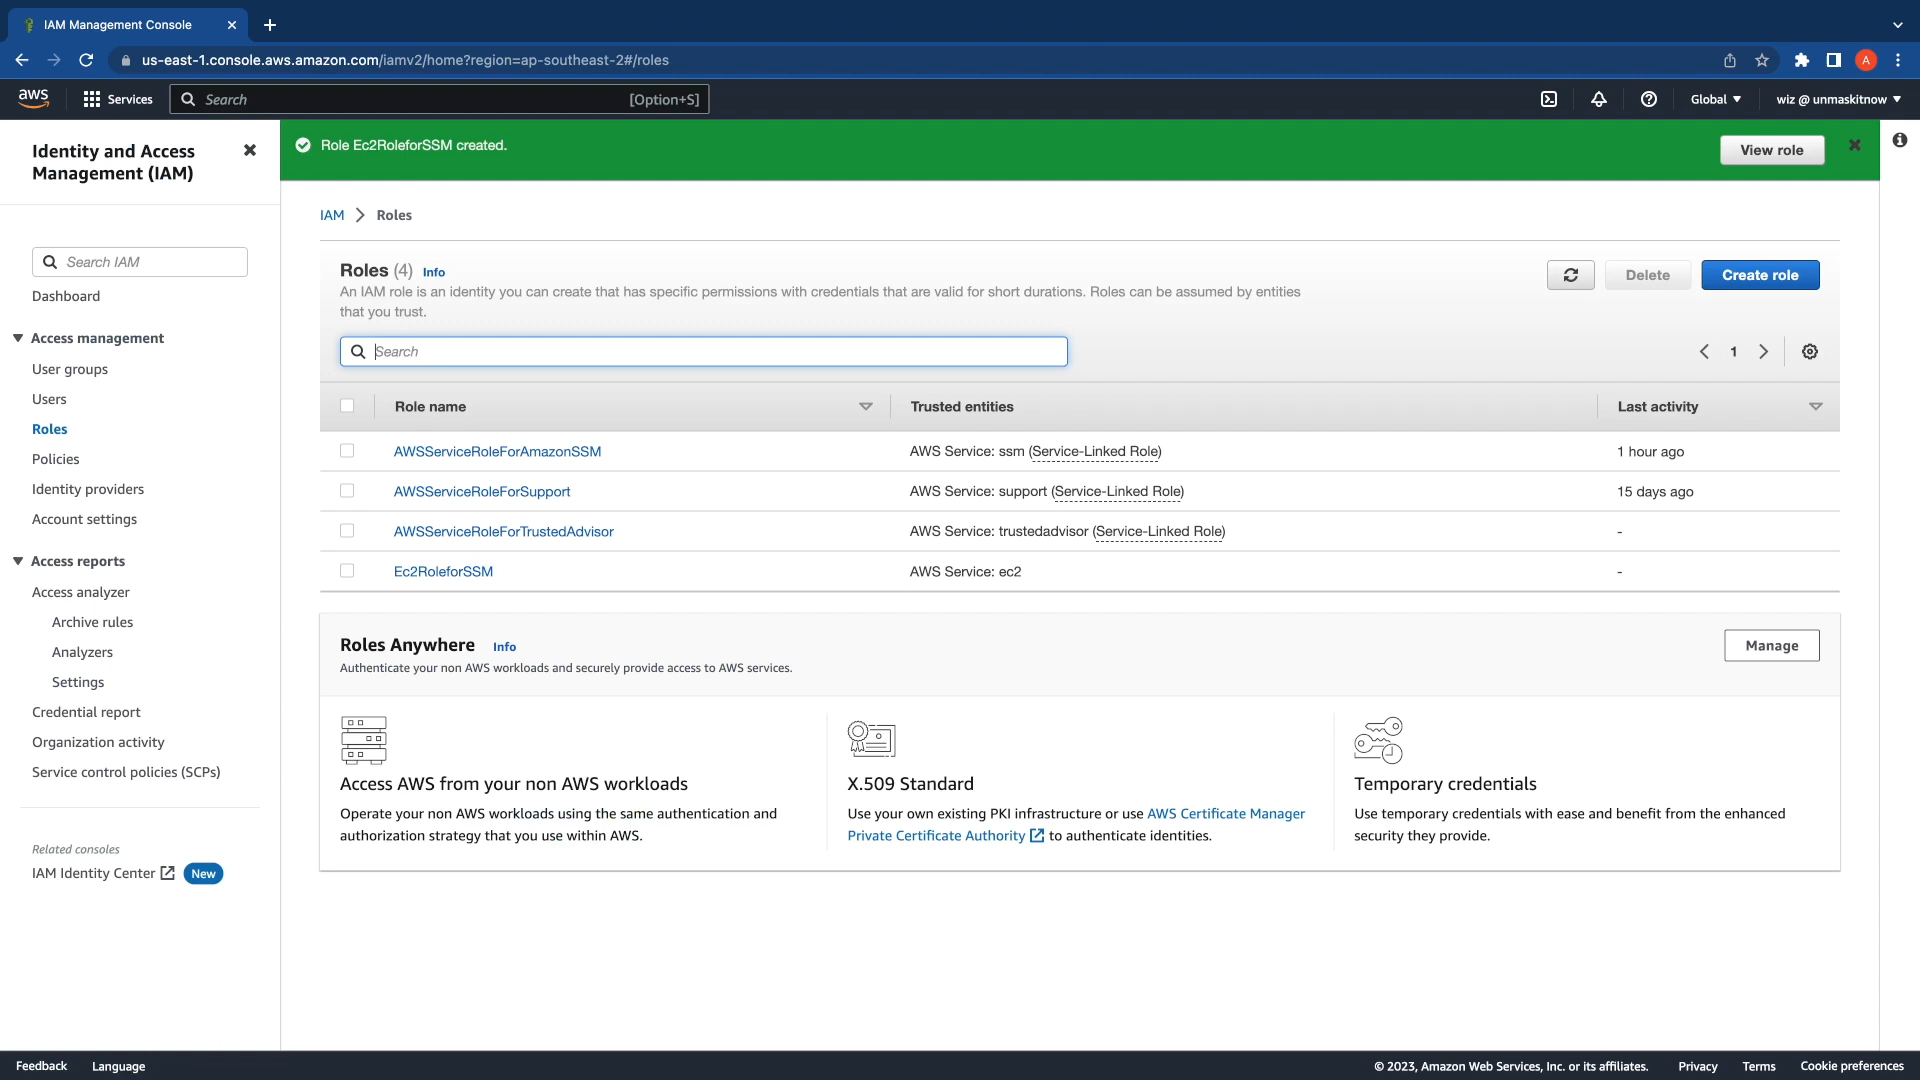 IAM Management Console
us-east-1.console.aws.amazon.com/iamv2/home?region=ap-southeast-2#/roles
A
aws
Services
Search
[Option+S]
Global
wiz @ unmaskitnow
Identity and Access
Management (IAM)
Search IAM
Dashboard
Access management
User groups
Users
Roles
Policies
Identity providers
Account settings
Access reports
Access analyzer
Archive rules
Analyzers
Settings
Credential report
Organization activity
Service control policies (SCPs)
Related consoles
IAM Identity Center New
Role Ec2RoleforSSM created.
View role
IAM > Roles
Roles (4) Info
An IAM role is an identity you can create that has specific permissions with credentials that are valid for short durations. Roles can be assumed by entities
that you trust.
Delete
Create role
Search
1
Role name Trusted entities Last activity
AWSServiceRoleForAmazonSSM AWS Service: ssm (Service-Linked Role) 1 hour ago
AWSServiceRoleForSupport AWS Service: support (Service-Linked Role) 15 days ago
AWSServiceRoleForTrustedAdvisor AWS Service: trustedadvisor (Service-Linked Role) -
Ec2RoleforSSM AWS Service: ec2 -
Roles Anywhere Info
Authenticate your non AWS workloads and securely provide access to AWS services.
Manage
Access AWS from your non AWS workloads
Operate your non AWS workloads using the same authentication and
authorization strategy that you use within AWS.
X.509 Standard
Use your own existing PKI infrastructure or use AWS Certificate Manager
Private Certificate Authority to authenticate identities.
Temporary credentials
Use temporary credentials with ease and benefit from the enhanced
security they provide.
Feedback
Language
© 2023, Amazon Web Services, Inc. or its affiliates.
Privacy
Terms
Cookie preferences